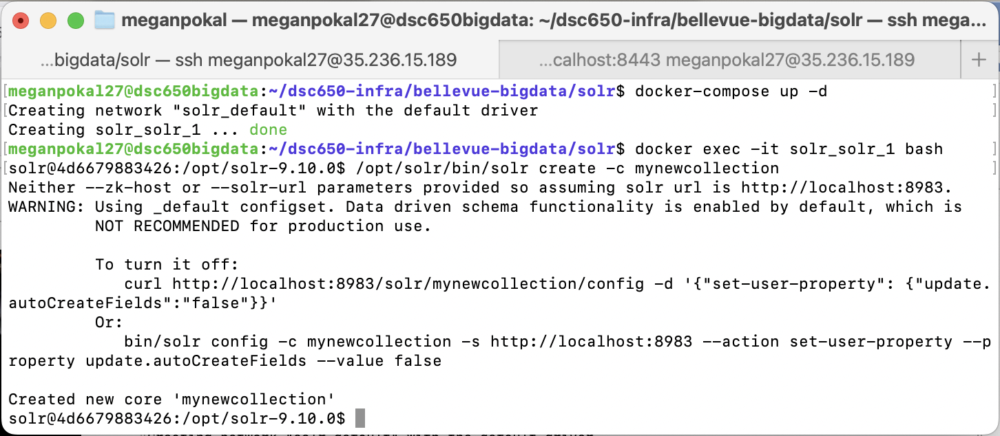 meganpokal — meganpokal27@dsc650bigdata: ~/dsc650-infra/bellevue-bigdata/solr — ssh mega...
...bigdata/solr — ssh meganpokal27@35.236.15.189
...calhost:8443 meganpokal27@35.236.15.189
+
[meganpokal27@dsc650bigdata:~/dsc650-infra/bellevue-bigdata/solr$ docker-compose up -d ]
[Creating network "solr_default" with the default driver ]
Creating solr_solr_1 ... done
[meganpokal27@dsc650bigdata:~/dsc650-infra/bellevue-bigdata/solr$ docker exec -it solr_solr_1 bash ]
[solr@4d6679883426:/opt/solr-9.10.0$ /opt/solr/bin/solr create -c mynewcollection ]
Neither --zk-host or --solr-url parameters provided so assuming solr url is http://localhost:8983.
WARNING: Using _default configset. Data driven schema functionality is enabled by default, which is
NOT RECOMMENDED for production use.
To turn it off:
curl http://localhost:8983/solr/mynewcollection/config -d '{"set-user-property": {"update.
autoCreateFields":"false"}}'
Or:
bin/solr config -c mynewcollection -s http://localhost:8983 --action set-user-property --p
roperty update.autoCreateFields --value false
Created new core 'mynewcollection'
solr@4d6679883426:/opt/solr-9.10.0$